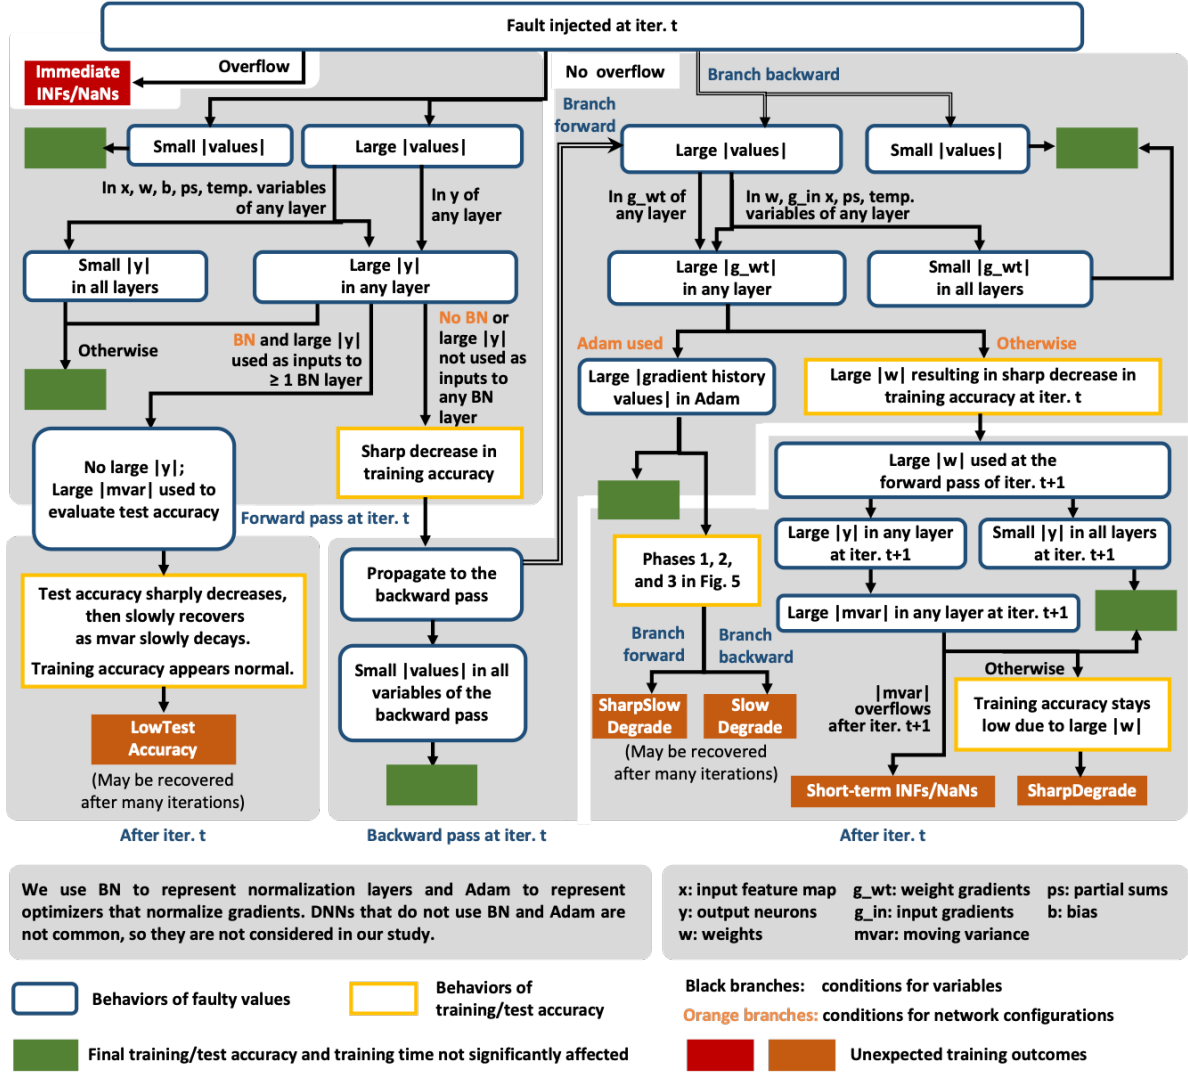 Fault injected at iter. t
Overflow
Immediate
INFs/NaNs
No overflow
Branch backward
Branch
forward
Small |values|
Large |values|
Large |values|
Small |values|
In x, w, b, ps, temp. variables
of any layer
In y of
any layer
In g_wt of
any layer
In w, g_in x, ps, temp.
variables of any layer
Small |y|
in all layers
Large |y|
in any layer
Large |g_wt|
in any layer
Small |g_wt|
in all layers
Otherwise
BN and large |y|
used as inputs to
≥ 1 BN layer
No BN or
large |y|
not used as
inputs to
any BN
layer
Adam used
Otherwise
Large |gradient history
values| in Adam
Large |w| resulting in sharp decrease in
training accuracy at iter. t
No large |y|;
Large |mvar| used to
evaluate test accuracy
Sharp decrease in
training accuracy
Large |w| used at the
forward pass of iter. t+1
Forward pass at iter. t
Large |y| in any layer
at iter. t+1
Small |y| in all layers
at iter. t+1
Phases 1, 2,
and 3 in Fig. 5
Propagate to the
backward pass
Test accuracy sharply decreases,
then slowly recovers
as mvar slowly decays.
Training accuracy appears normal.
Large |mvar| in any layer at iter. t+1
Branch
forward
Branch
backward
Small |values| in all
variables of the
backward pass
Otherwise
|mvar|
overflows
after iter. t+1
Training accuracy stays
low due to large |w|
SharpSlow
Degrade
Slow
Degrade
(May be recovered
after many iterations)
LowTest
Accuracy
(May be recovered
after many iterations)
Short-term INFs/NaNs
SharpDegrade
After iter. t
Backward pass at iter. t
After iter. t
We use BN to represent normalization layers and Adam to represent
optimizers that normalize gradients. DNNs that do not use BN and Adam are
not common, so they are not considered in our study.
x: input feature map g_wt: weight gradients ps: partial sums
y: output neurons g_in: input gradients b: bias
w: weights mvar: moving variance
Behaviors of faulty values
Behaviors of
training/test accuracy
Black branches: conditions for variables
Orange branches: conditions for network configurations
Final training/test accuracy and training time not significantly affected
Unexpected training outcomes